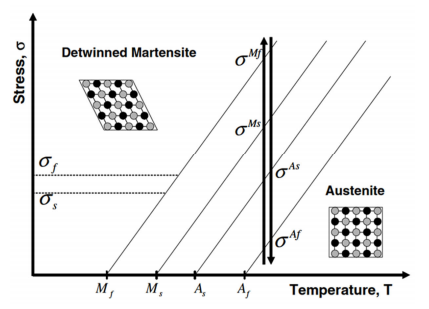 Stress, σ
Detwinned Martensite
σ^{Mf}
σ^{Ms}
σ_f
σ_s
σ^{As}
Austenite
σ^{Af}
M_f
M_s
A_s
A_f
Temperature, T